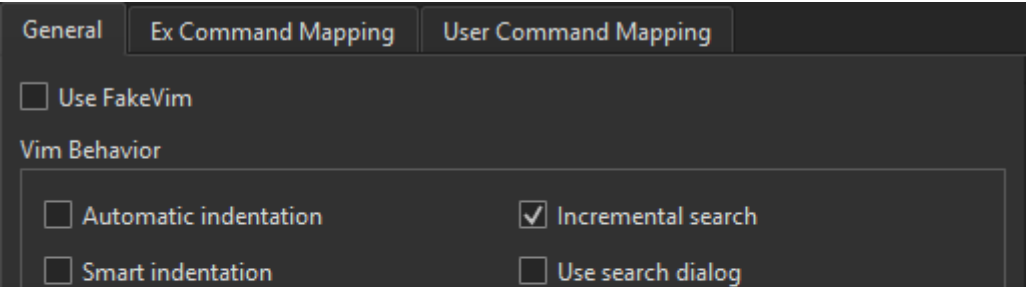 General Ex Command Mapping User Command Mapping
Use FakeVim
Vim Behavior
Automatic indentation Incremental search
Smart indentation Use search dialog